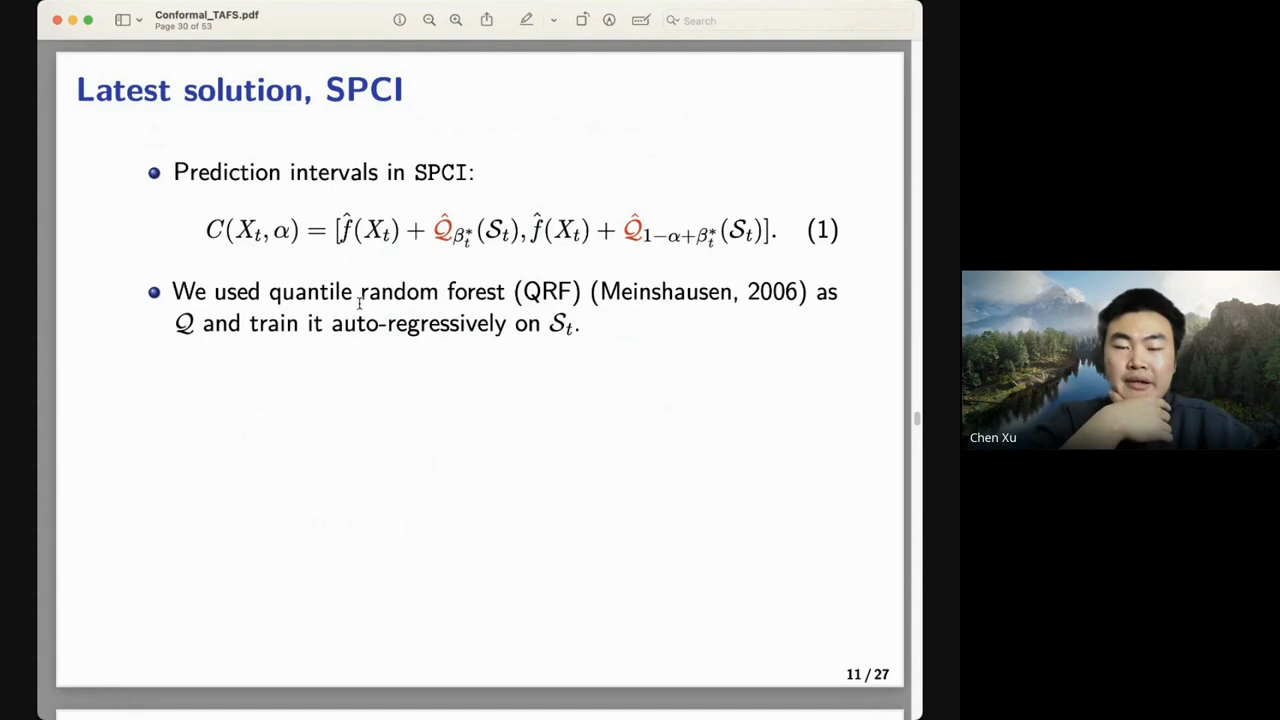 Conformal_TAFS.pdf
Page 30 of 53
Search
Latest solution, SPCI
Prediction intervals in SPCI:
C(X_t, α) = [f̂(X_t) + Q̂_{β_t^*}(S_t), f̂(X_t) + Q̂_{1−α+β_t^*}(S_t)]. (1)
We used quantile random forest (QRF) (Meinshausen, 2006) as
Q and train it auto-regressively on S_t.
11 / 27
Chen Xu